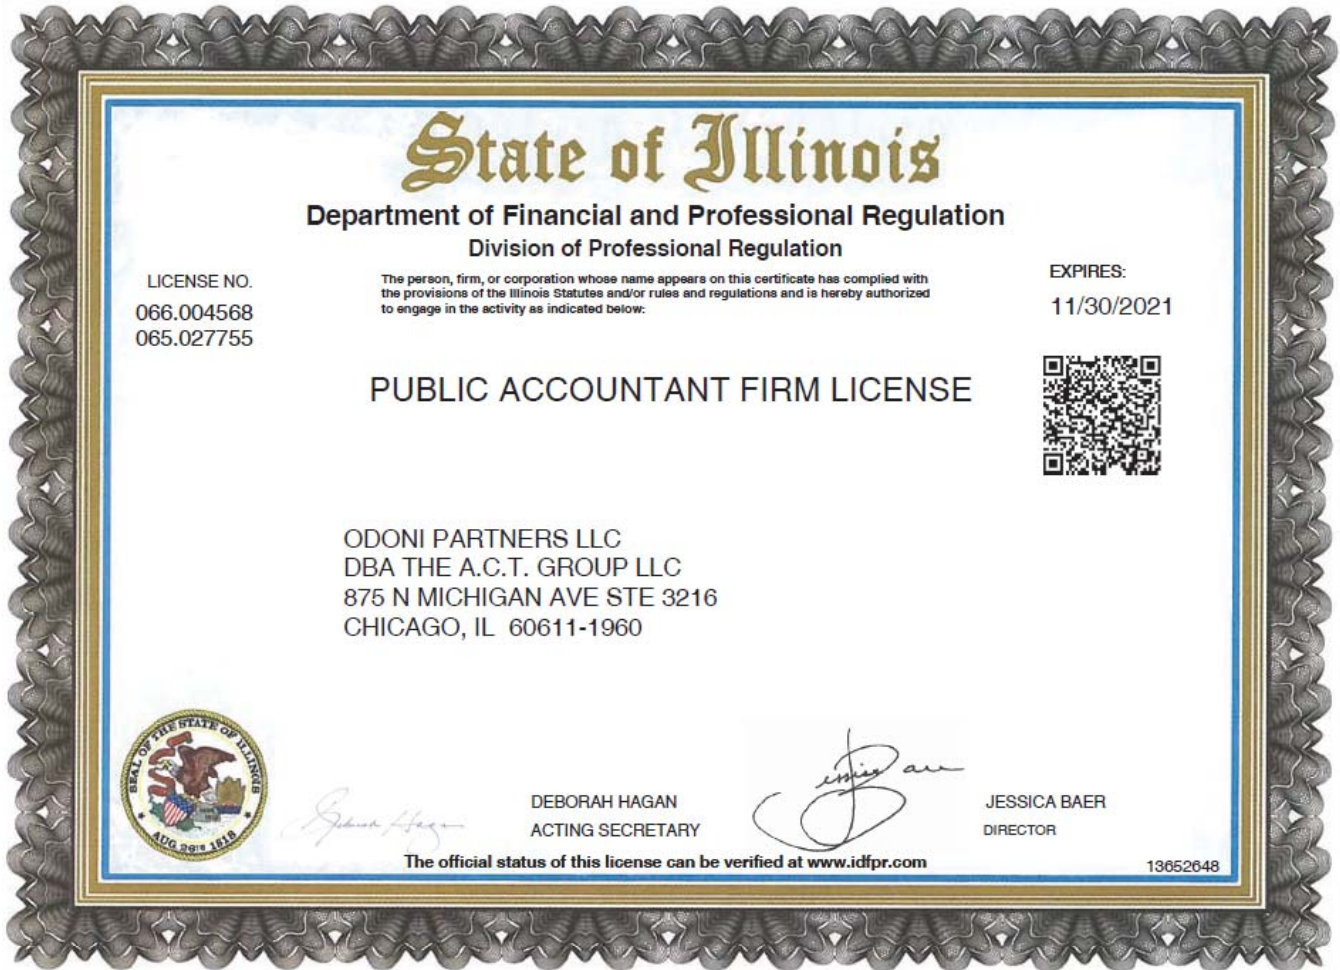 State of Illinois
Department of Financial and Professional Regulation
Division of Professional Regulation
LICENSE NO.
066.004568
065.027755
The person, firm, or corporation whose name appears on this certificate has complied with
the provisions of the Illinois Statutes and/or rules and regulations and is hereby authorized
to engage in the activity as indicated below:
EXPIRES:
11/30/2021
PUBLIC ACCOUNTANT FIRM LICENSE
ODONI PARTNERS LLC
DBA THE A.C.T. GROUP LLC
875 N MICHIGAN AVE STE 3216
CHICAGO, IL 60611-1960
SEAL OF THE STATE OF ILLINOIS
AUG. 26TH 1818
Deborah Hagan
DEBORAH HAGAN
ACTING SECRETARY
Jessica Baer
JESSICA BAER
DIRECTOR
The official status of this license can be verified at www.idfpr.com
13652648